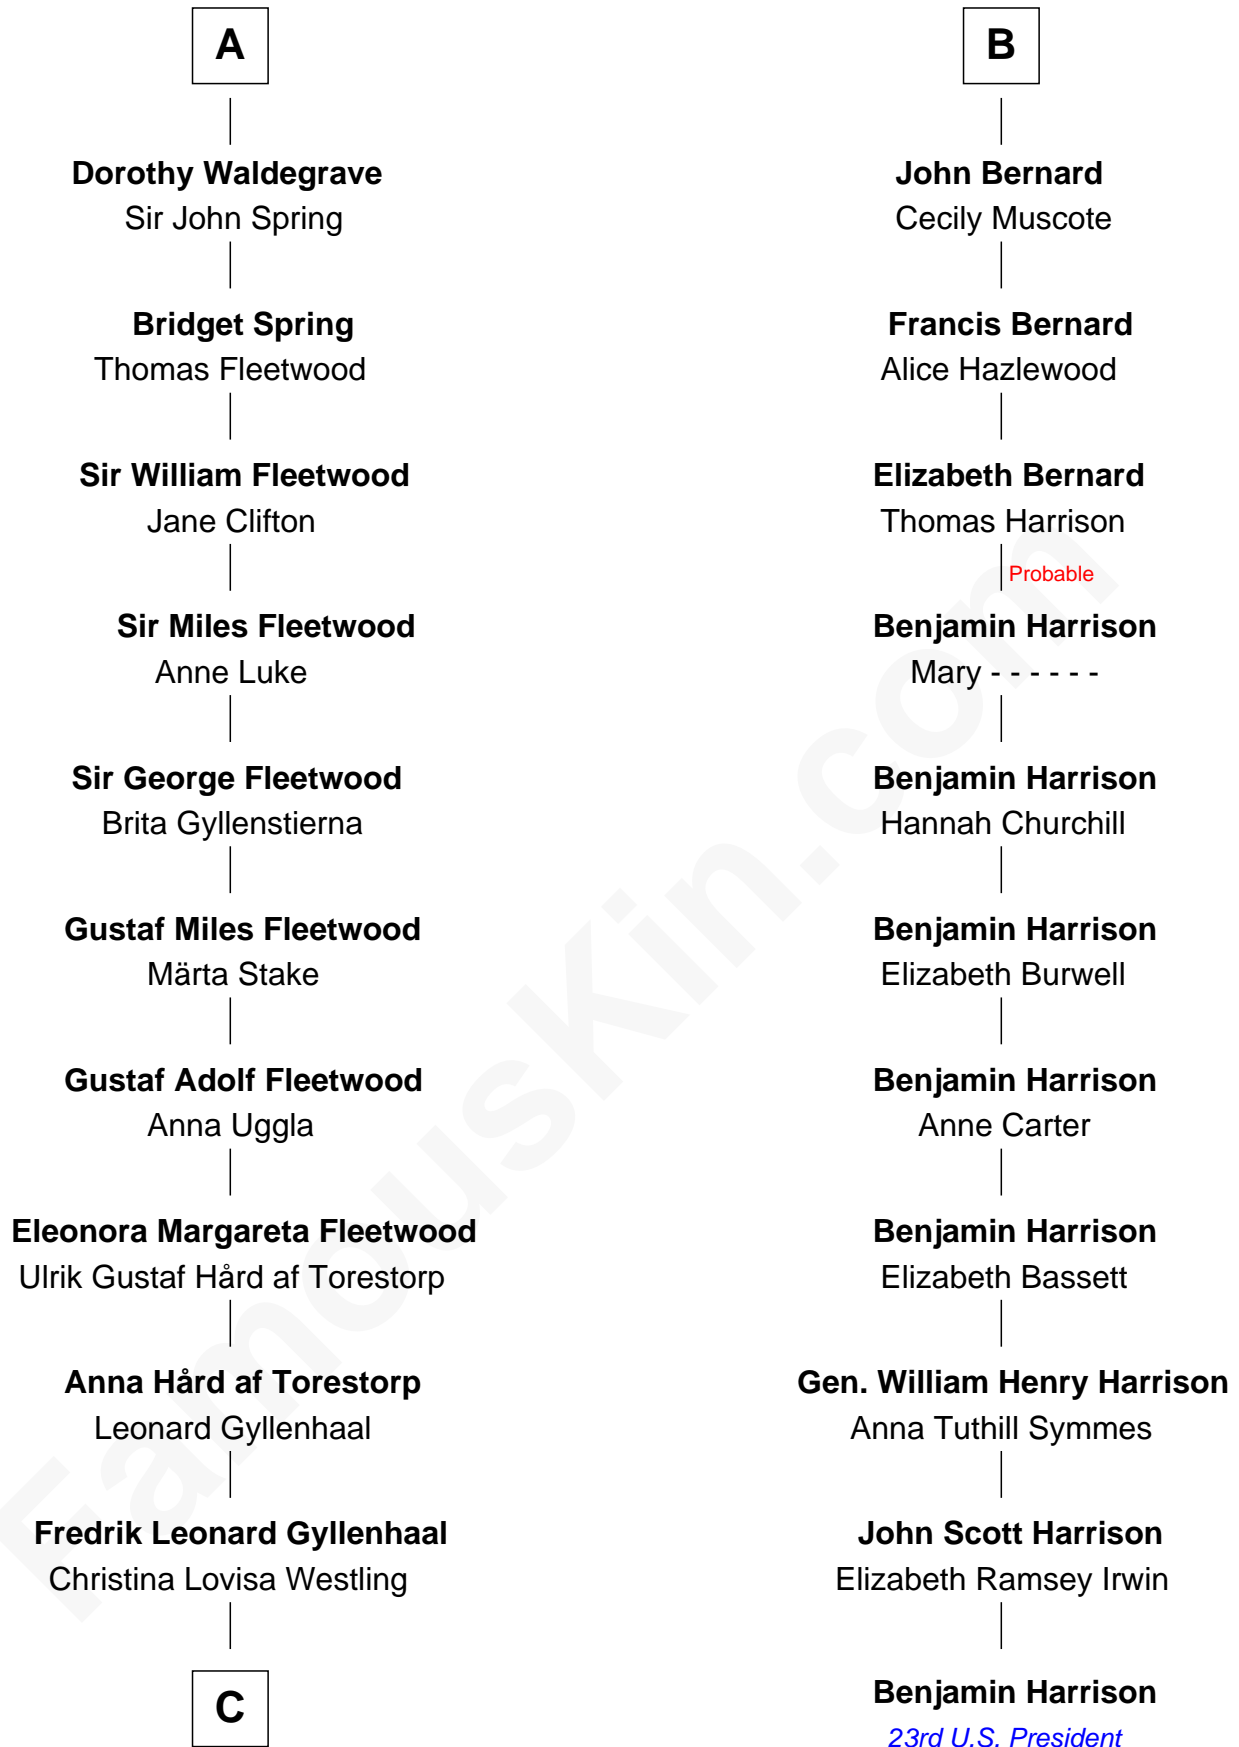 A
Dorothy Waldegrave
Sir John Spring
Bridget Spring
Thomas Fleetwood
Sir William Fleetwood
Jane Clifton
Sir Miles Fleetwood
Anne Luke
Sir George Fleetwood
Brita Gyllenstierna
Gustaf Miles Fleetwood
Märta Stake
Gustaf Adolf Fleetwood
Anna Uggla
Eleonora Margareta Fleetwood
Ulrik Gustaf Hård af Torestorp
Anna Hård af Torestorp
Leonard Gyllenhaal
Fredrik Leonard Gyllenhaal
Christina Lovisa Westling
C
B
John Bernard
Cecily Muscote
Francis Bernard
Alice Hazlewood
Elizabeth Bernard
Thomas Harrison
Probable
Benjamin Harrison
Mary - - - - - -
Benjamin Harrison
Hannah Churchill
Benjamin Harrison
Elizabeth Burwell
Benjamin Harrison
Anne Carter
Benjamin Harrison
Elizabeth Bassett
Gen. William Henry Harrison
Anna Tuthill Symmes
John Scott Harrison
Elizabeth Ramsey Irwin
Benjamin Harrison
23rd U.S. President
FamousKin.com